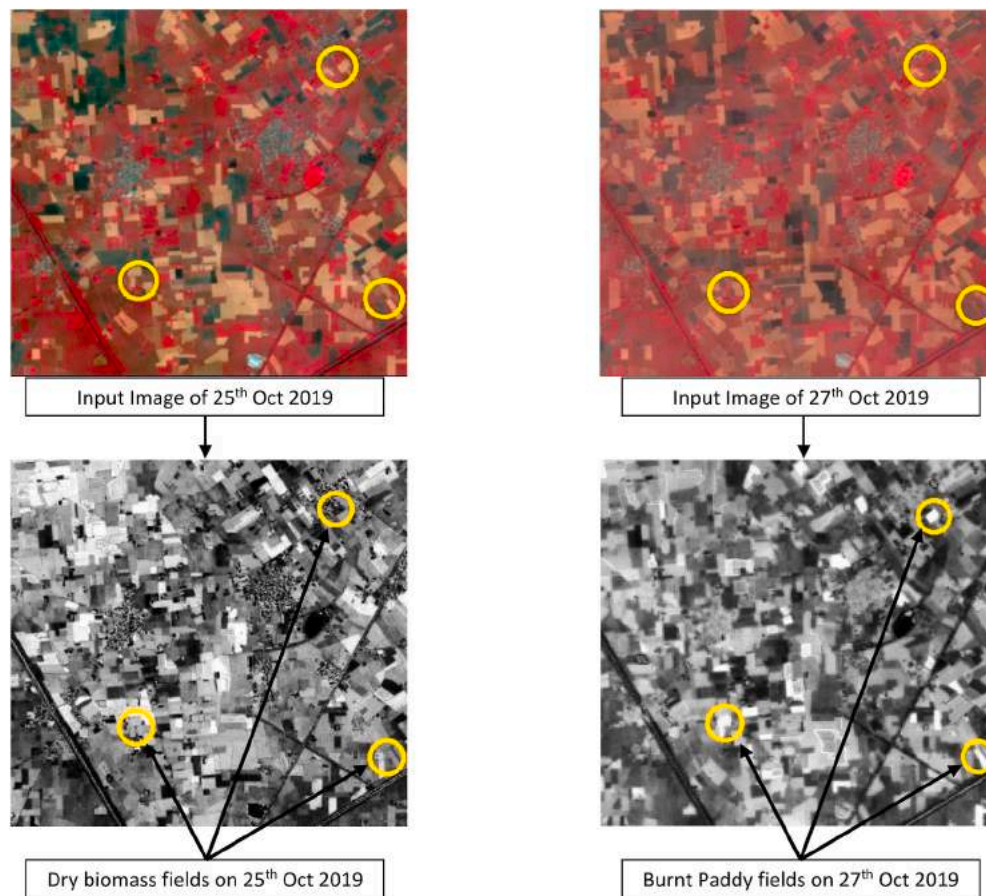 Input Image of 25th Oct 2019
Input Image of 27th Oct 2019
Dry biomass fields on 25th Oct 2019
Burnt Paddy fields on 27th Oct 2019